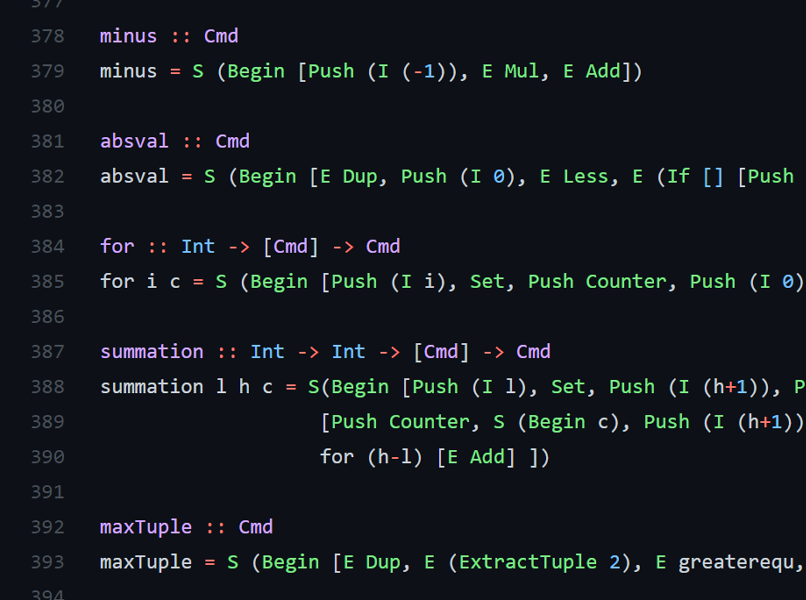 377
378 minus :: Cmd
379 minus = S (Begin [Push (I (-1)), E Mul, E Add])
380
381 absval :: Cmd
382 absval = S (Begin [E Dup, Push (I 0), E Less, E (If [] [Push
383
384 for :: Int -> [Cmd] -> Cmd
385 for i c = S (Begin [Push (I i), Set, Push Counter, Push (I 0)
386
387 summation :: Int -> Int -> [Cmd] -> Cmd
388 summation l h c = S(Begin [Push (I l), Set, Push (I (h+1)), P
389 [Push Counter, S (Begin c), Push (I (h+1))
390 for (h-l) [E Add] ])
391
392 maxTuple :: Cmd
393 maxTuple = S (Begin [E Dup, E (ExtractTuple 2), E greaterequ,
394